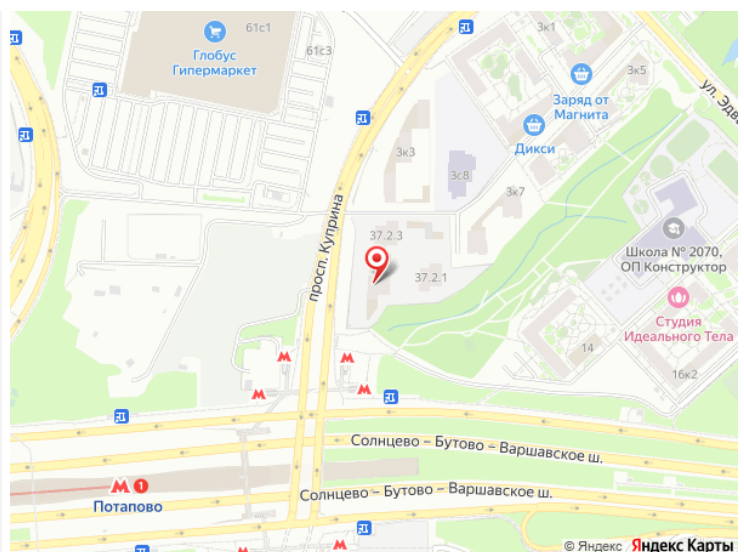 61с1
61с3
Глобус
Гипермаркет
3к1
3к5
Заряд от
Магнита
ул. Эдва
Дикси
3к3
3с8
3к7
просп. Куприна
37.2.3
37.2.1
Школа № 2070,
ОП Конструктор
Студия
Идеального Тела
14
16к2
Солнцево – Бутово – Варшавское ш.
1
Потапово
Солнцево – Бутово – Варшавское ш.
© Яндекс Яндекс Карты